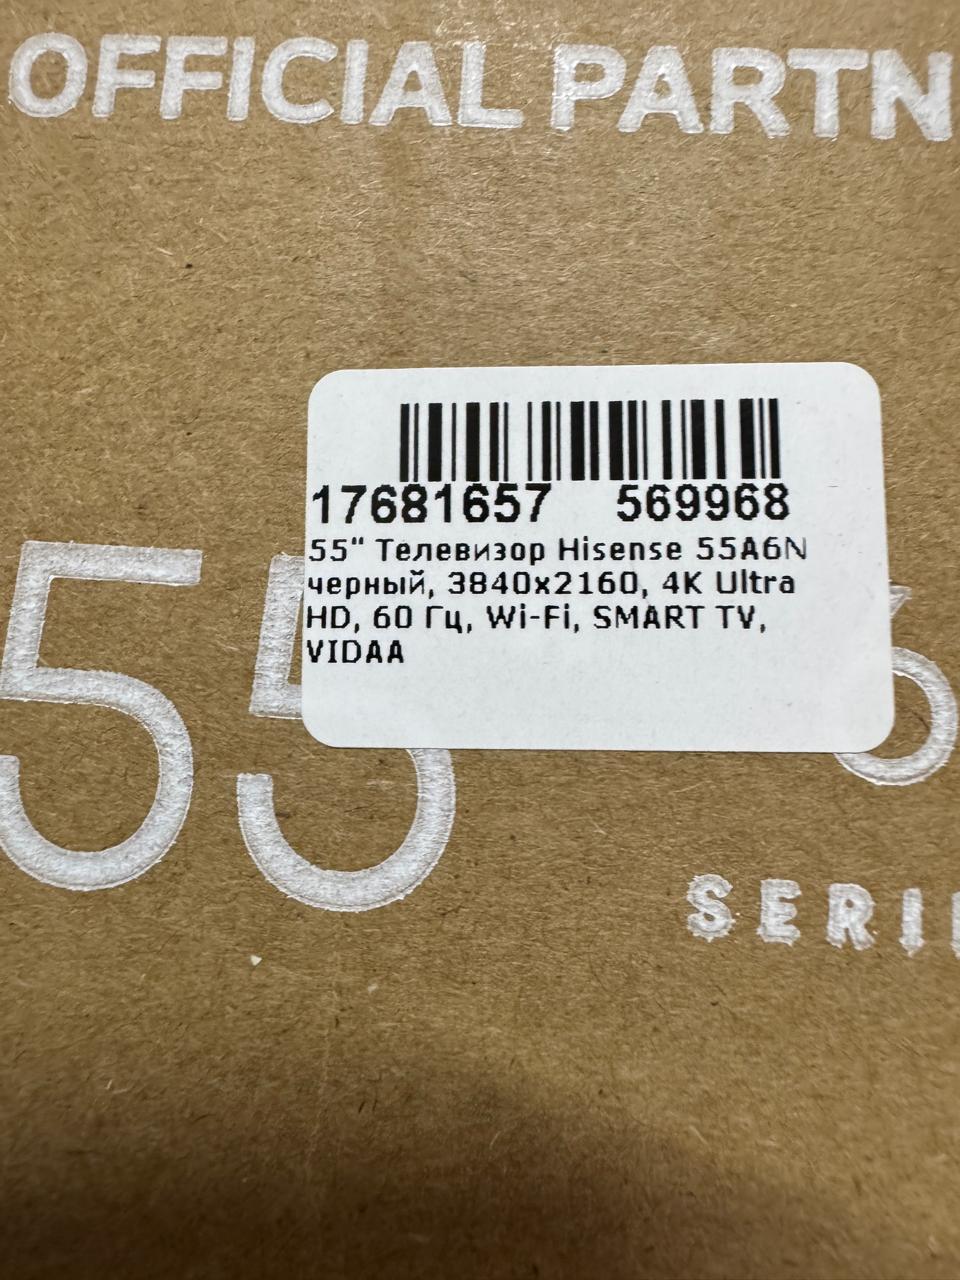 OFFICIAL PARTN
17681657 569968
55" Телевизор Hisense 55A6N
черный, 3840x2160, 4K Ultra
HD, 60 Гц, Wi-Fi, SMART TV,
VIDAA
55
6
SERI